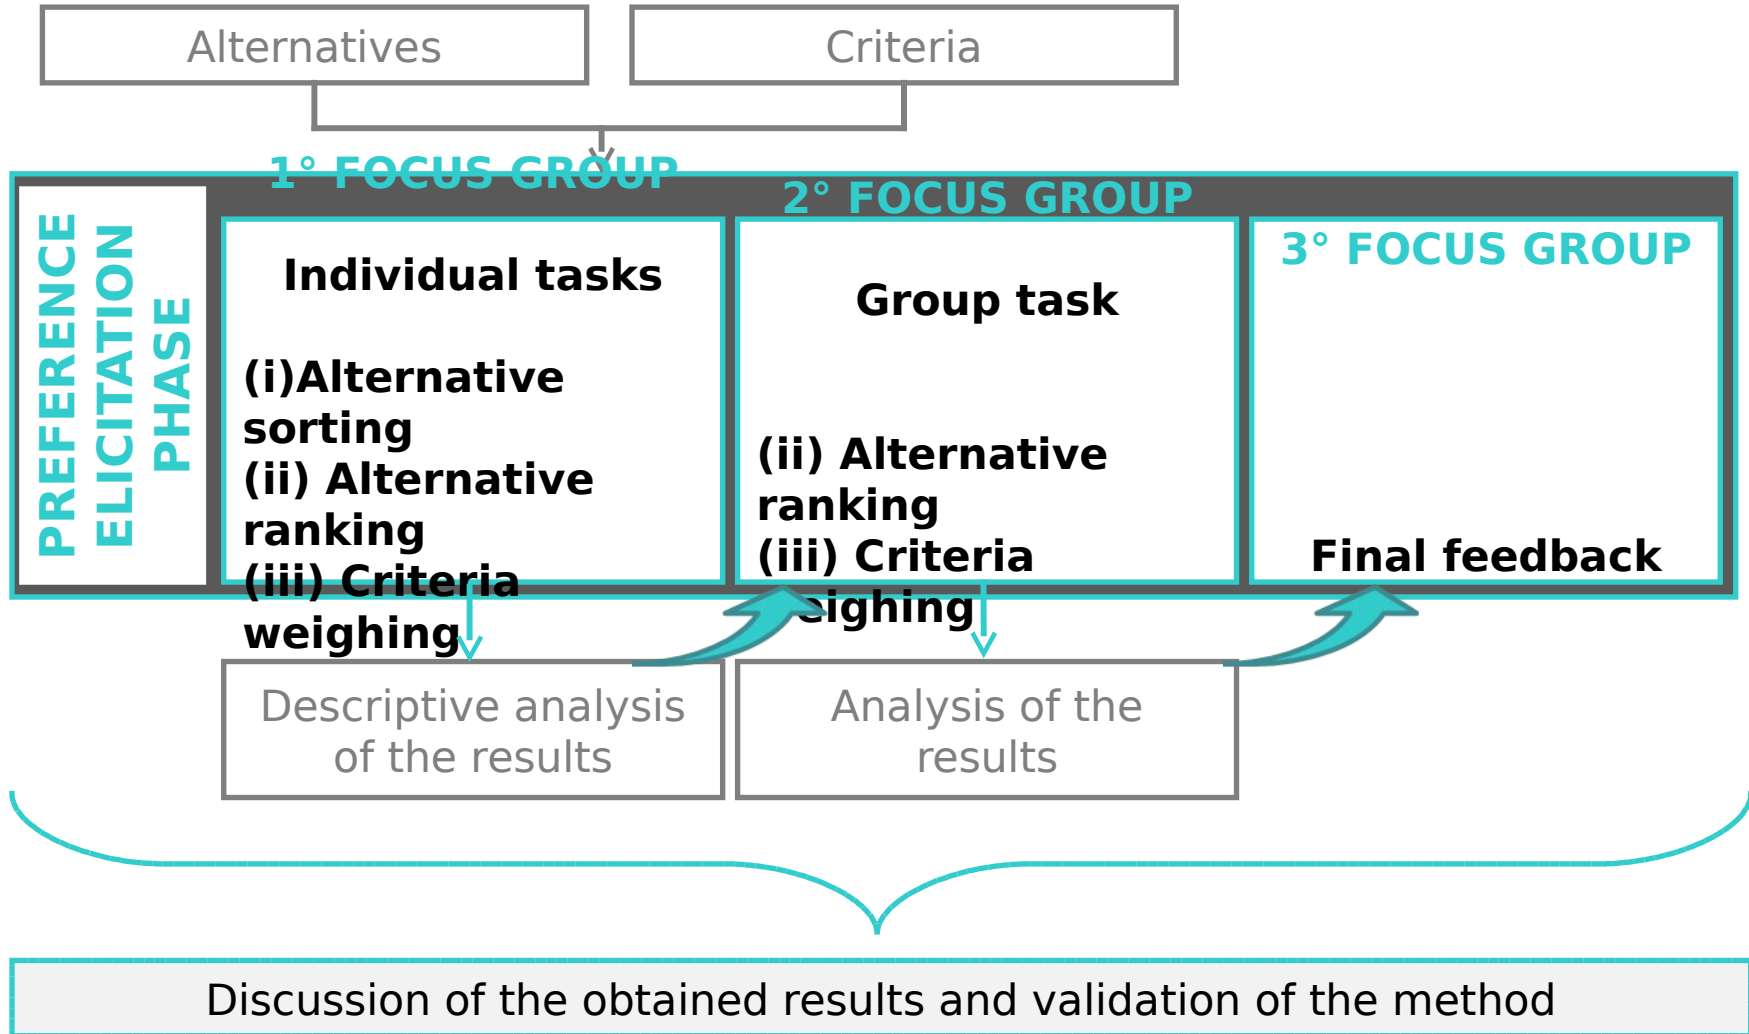 Alternatives
Criteria
1° FOCUS GROUP
2° FOCUS GROUP
3° FOCUS GROUP
PREFERENCE
ELICITATION
PHASE
Individual tasks
(i)Alternative
sorting
(ii) Alternative
ranking
(iii) Criteria
weighing
Group task
(ii) Alternative
ranking
(iii) Criteria
weighing
Final feedback
Descriptive analysis
of the results
Analysis of the
results
Discussion of the obtained results and validation of the method